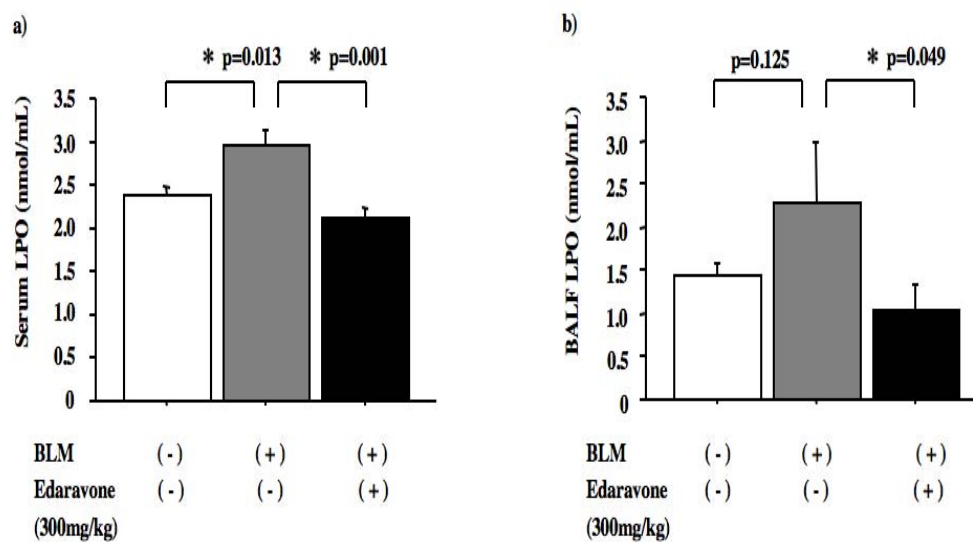 a)
* p=0.013 * p=0.001
Serum LPO (nmol/mL)
3.5
3.0
2.5
2.0
1.5
1.0
0.5
0
BLM (-) (+) (+)
Edaravone (-) (-) (+)
(300mg/kg)
b)
p=0.125 * p=0.049
BALF LPO (nmol/mL)
3.5
3.0
2.5
2.0
1.5
1.0
0.5
0
BLM (-) (+) (+)
Edaravone (-) (-) (+)
(300mg/kg)